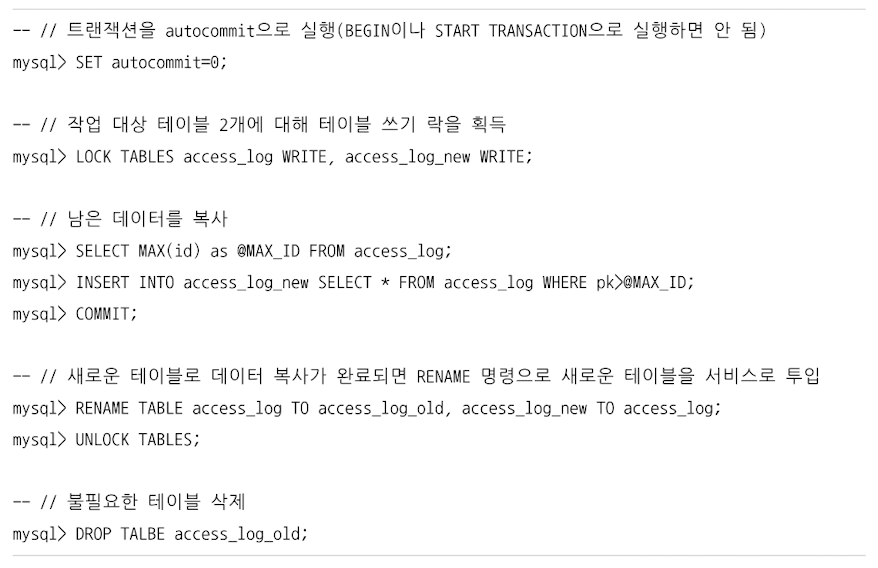 -- // 트랜잭션을 autocommit으로 실행(BEGIN이나 START TRANSACTION으로 실행하면 안 됨)
mysql> SET autocommit=0;
-- // 작업 대상 테이블 2개에 대해 테이블 쓰기 락을 획득
mysql> LOCK TABLES access_log WRITE, access_log_new WRITE;
-- // 남은 데이터를 복사
mysql> SELECT MAX(id) as @MAX_ID FROM access_log;
mysql> INSERT INTO access_log_new SELECT * FROM access_log WHERE pk>@MAX_ID;
mysql> COMMIT;
-- // 새로운 테이블로 데이터 복사가 완료되면 RENAME 명령으로 새로운 테이블을 서비스로 투입
mysql> RENAME TABLE access_log TO access_log_old, access_log_new TO access_log;
mysql> UNLOCK TABLES;
-- // 불필요한 테이블 삭제
mysql> DROP TALBE access_log_old;